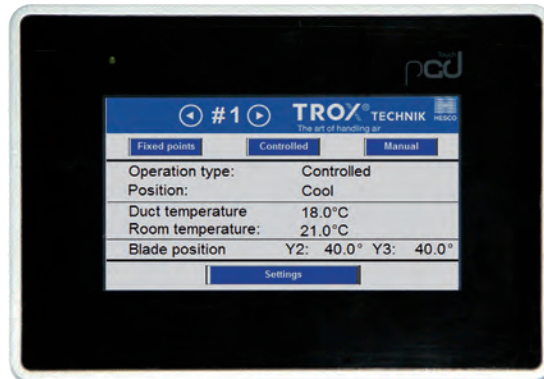 Touch
pcd
#1 TROX® TECHNIK HESCO
The art of handling air
Fixed points Controlled Manual
Operation type: Controlled
Position: Cool
Duct temperature 18.0°C
Room temperature: 21.0°C
Blade position Y2: 40.0° Y3: 40.0°
Settings